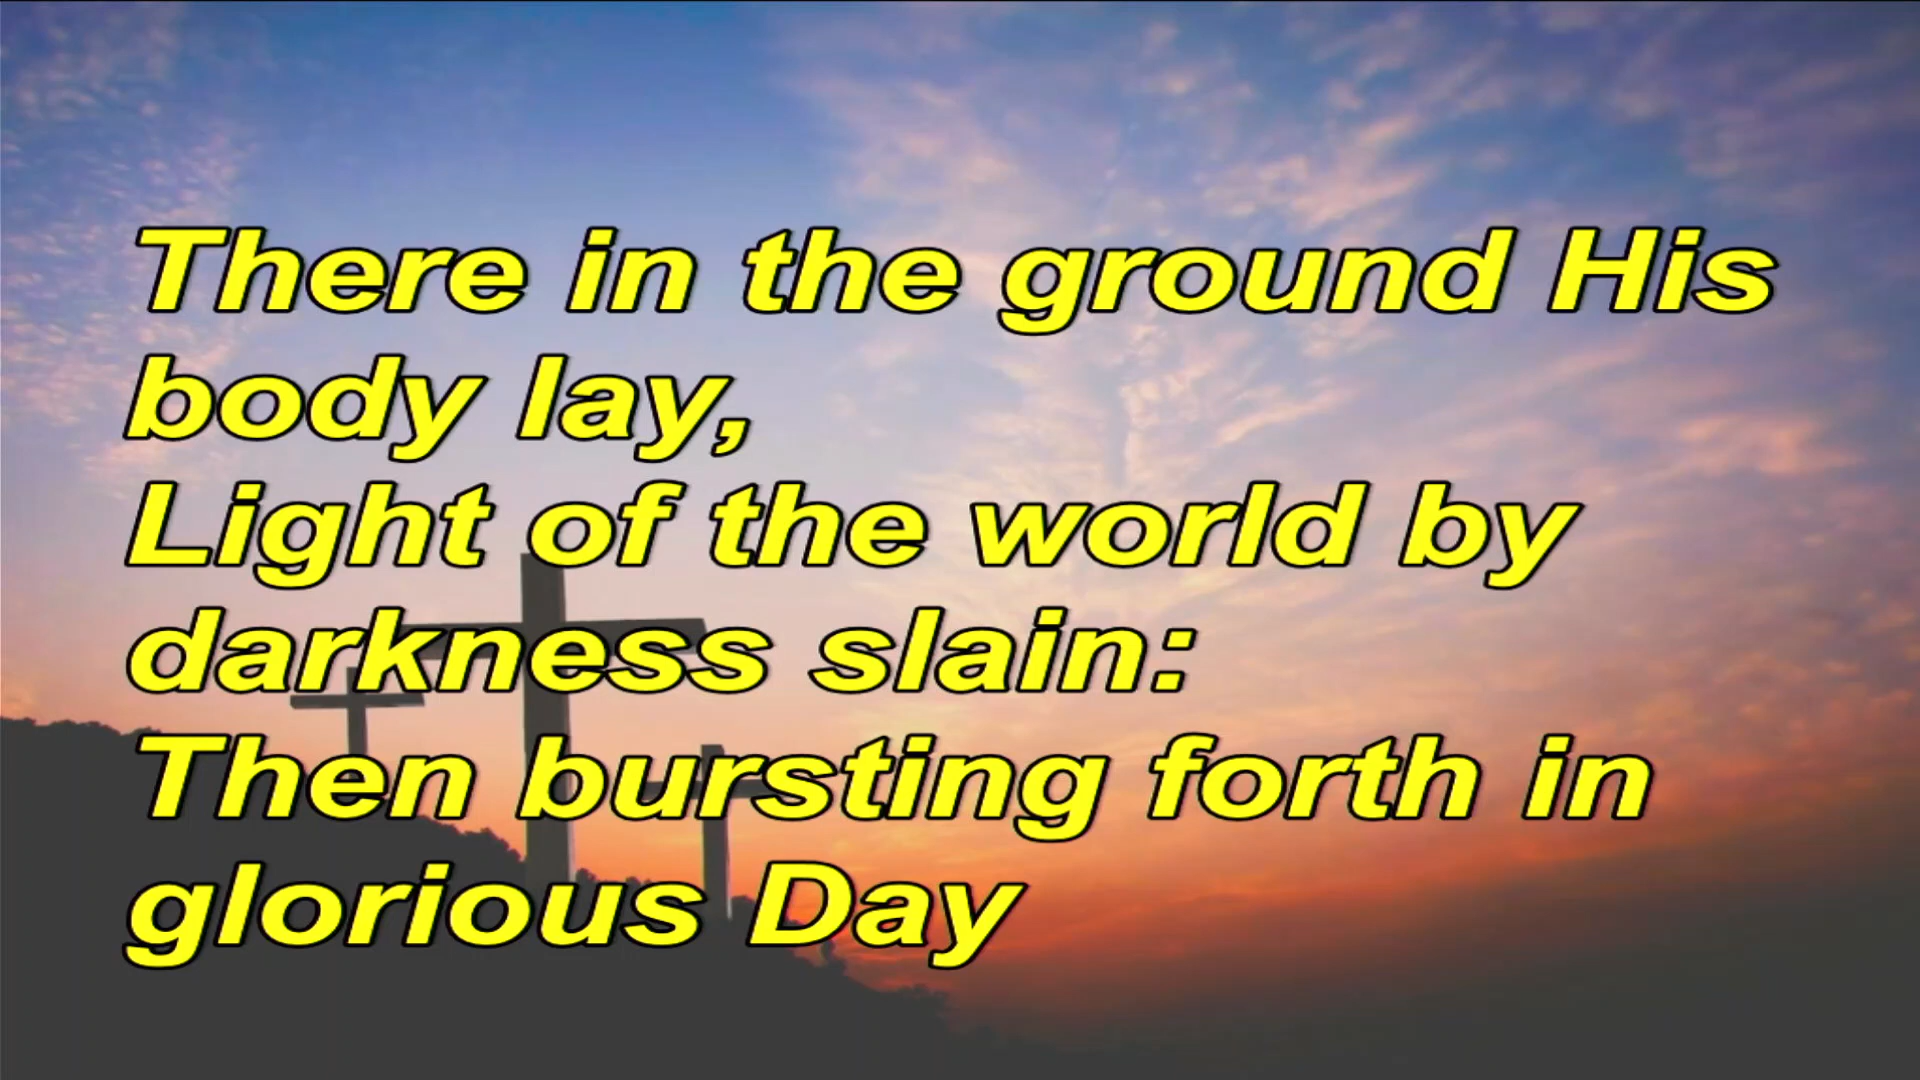 There in the ground His
body lay,
Light of the world by
darkness slain:
Then bursting forth in
glorious Day